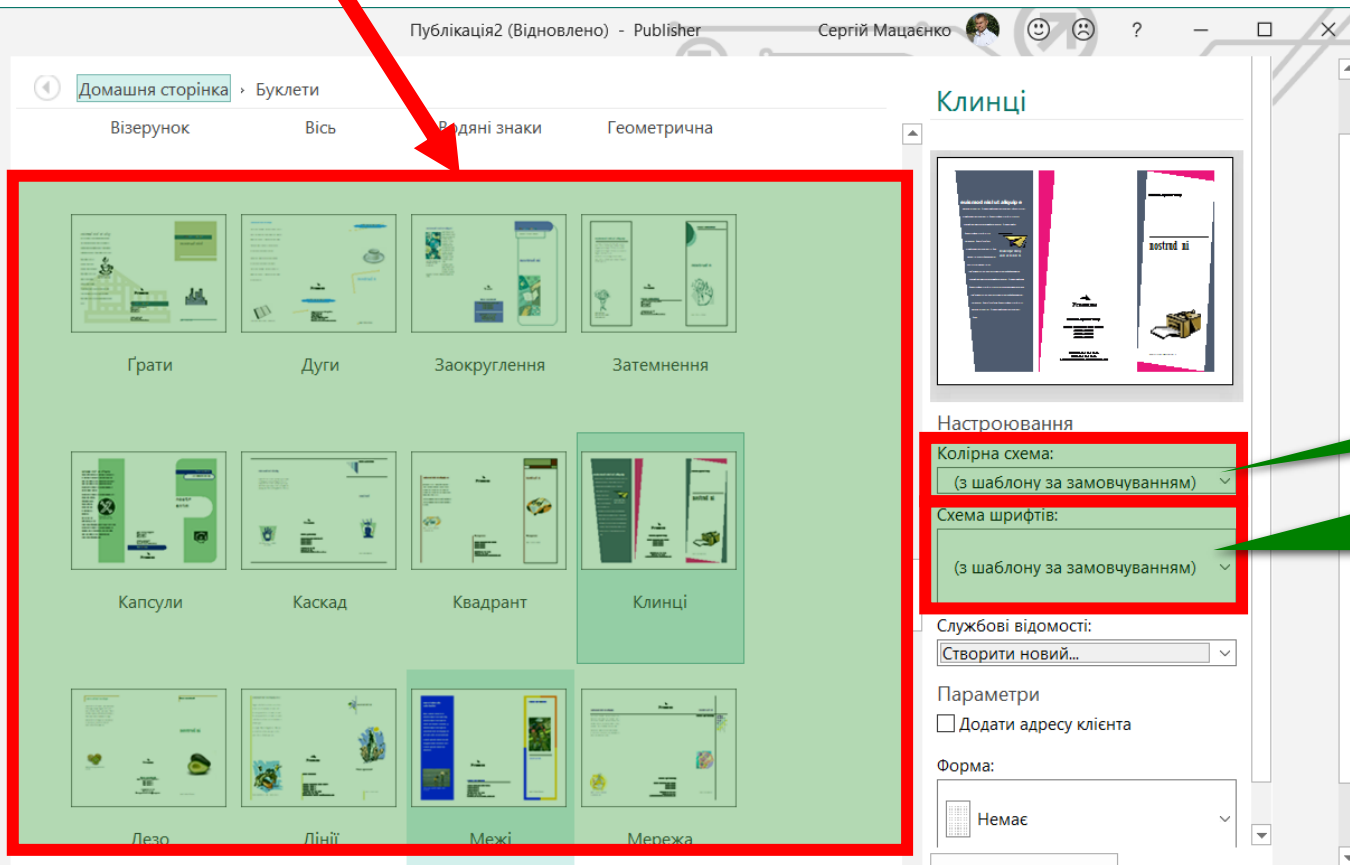 Публікація2 (Відновлено) - Publisher
Сергій Мацаєнко
?
Домашня сторінка › Буклети
Візерунок Вісь Водяні знаки Геометрична
Ґрати Дуги Заокруглення Затемнення
Капсули Каскад Квадрант Клинці
Лезо Лінії Межі Мережа
Клинці
nostrud ni
Настроювання
Колірна схема:
(з шаблону за замовчуванням)
Схема шрифтів:
(з шаблону за замовчуванням)
Службові відомості:
Створити новий...
Параметри
Додати адресу клієнта
Форма:
Немає